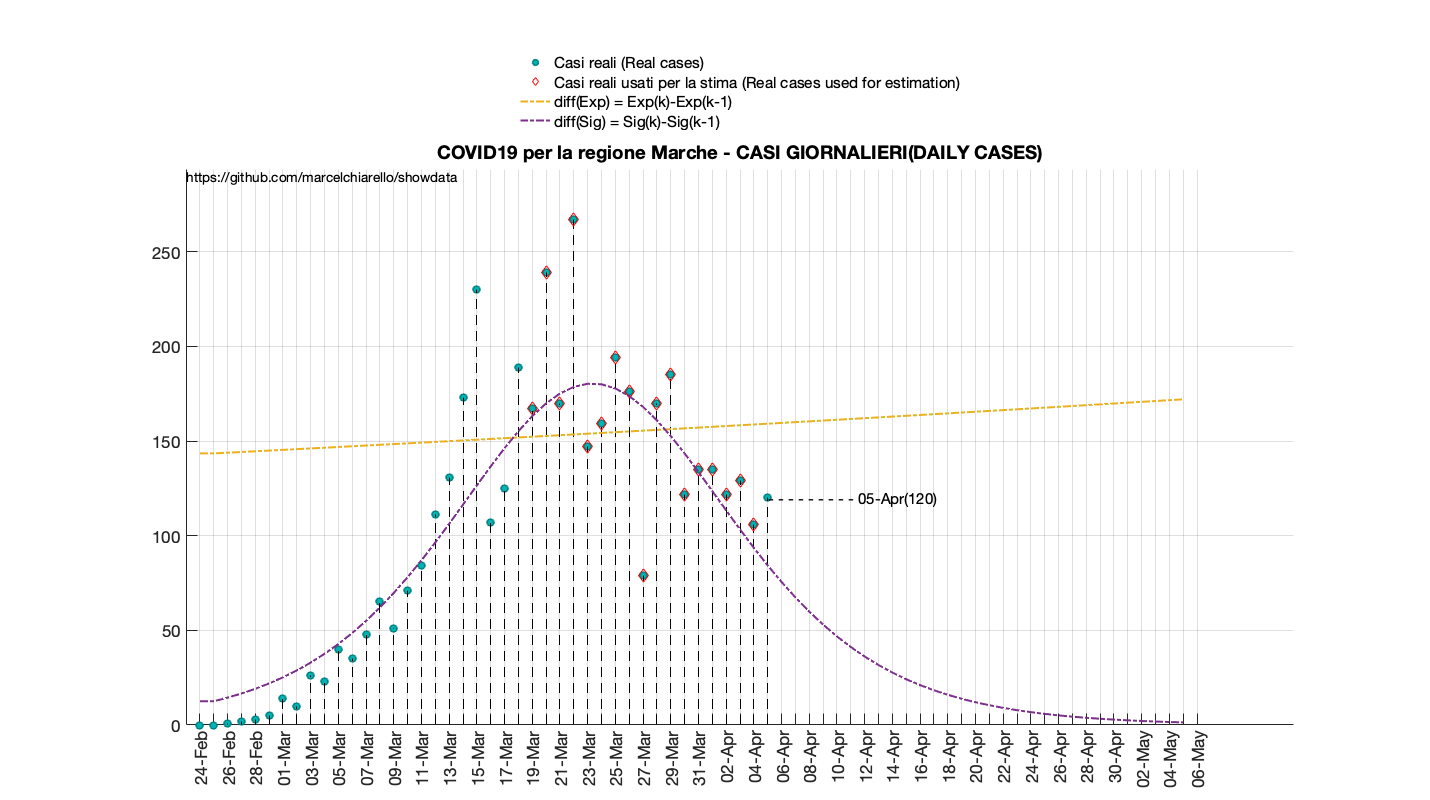 Casi reali (Real cases)
Casi reali usati per la stima (Real cases used for estimation)
diff(Exp) = Exp(k)-Exp(k-1)
diff(Sig) = Sig(k)-Sig(k-1)
COVID19 per la regione Marche - CASI GIORNALIERI(DAILY CASES)
https://github.com/marcelchiarello/showdata
250
200
150
100
50
0
05-Apr(120)
24-Feb
26-Feb
28-Feb
01-Mar
03-Mar
05-Mar
07-Mar
09-Mar
11-Mar
13-Mar
15-Mar
17-Mar
19-Mar
21-Mar
23-Mar
25-Mar
27-Mar
29-Mar
31-Mar
02-Apr
04-Apr
06-Apr
08-Apr
10-Apr
12-Apr
14-Apr
16-Apr
18-Apr
20-Apr
22-Apr
24-Apr
26-Apr
28-Apr
30-Apr
02-May
04-May
06-May